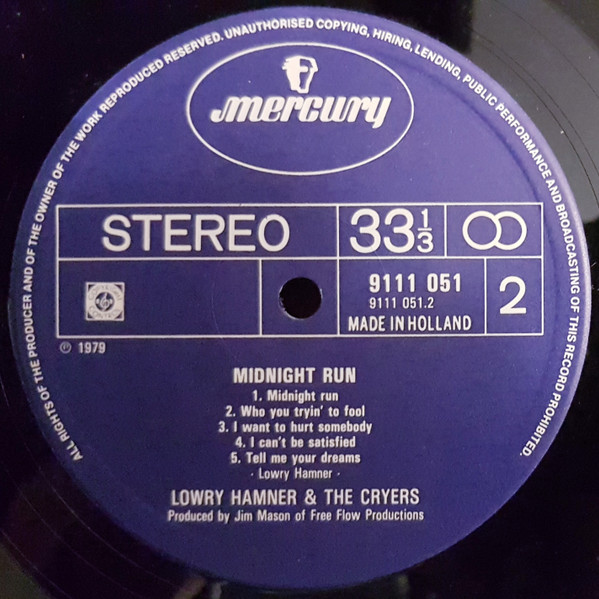 ALL RIGHTS OF THE PRODUCER AND OF THE OWNER OF THE WORK REPRODUCED RESERVED. UNAUTHORISED COPYING, HIRING, LENDING, PUBLIC PERFORMANCE AND BROADCASTING OF THIS RECORD PROHIBITED.
mercury
STEREO
33 1/3
9111 051
9111 051.2
MADE IN HOLLAND
2
℗ 1979
MIDNIGHT RUN
1. Midnight run
2. Who you tryin' to fool
3. I want to hurt somebody
4. I can't be satisfied
5. Tell me your dreams
· Lowry Hamner ·
LOWRY HAMNER & THE CRYERS
Produced by Jim Mason of Free Flow Productions